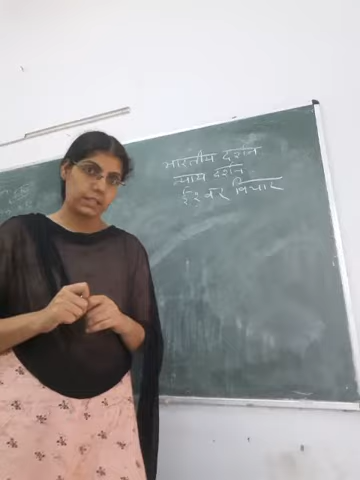 भारतीय दर्शन
न्याय दर्शन
ईश्वर विचार